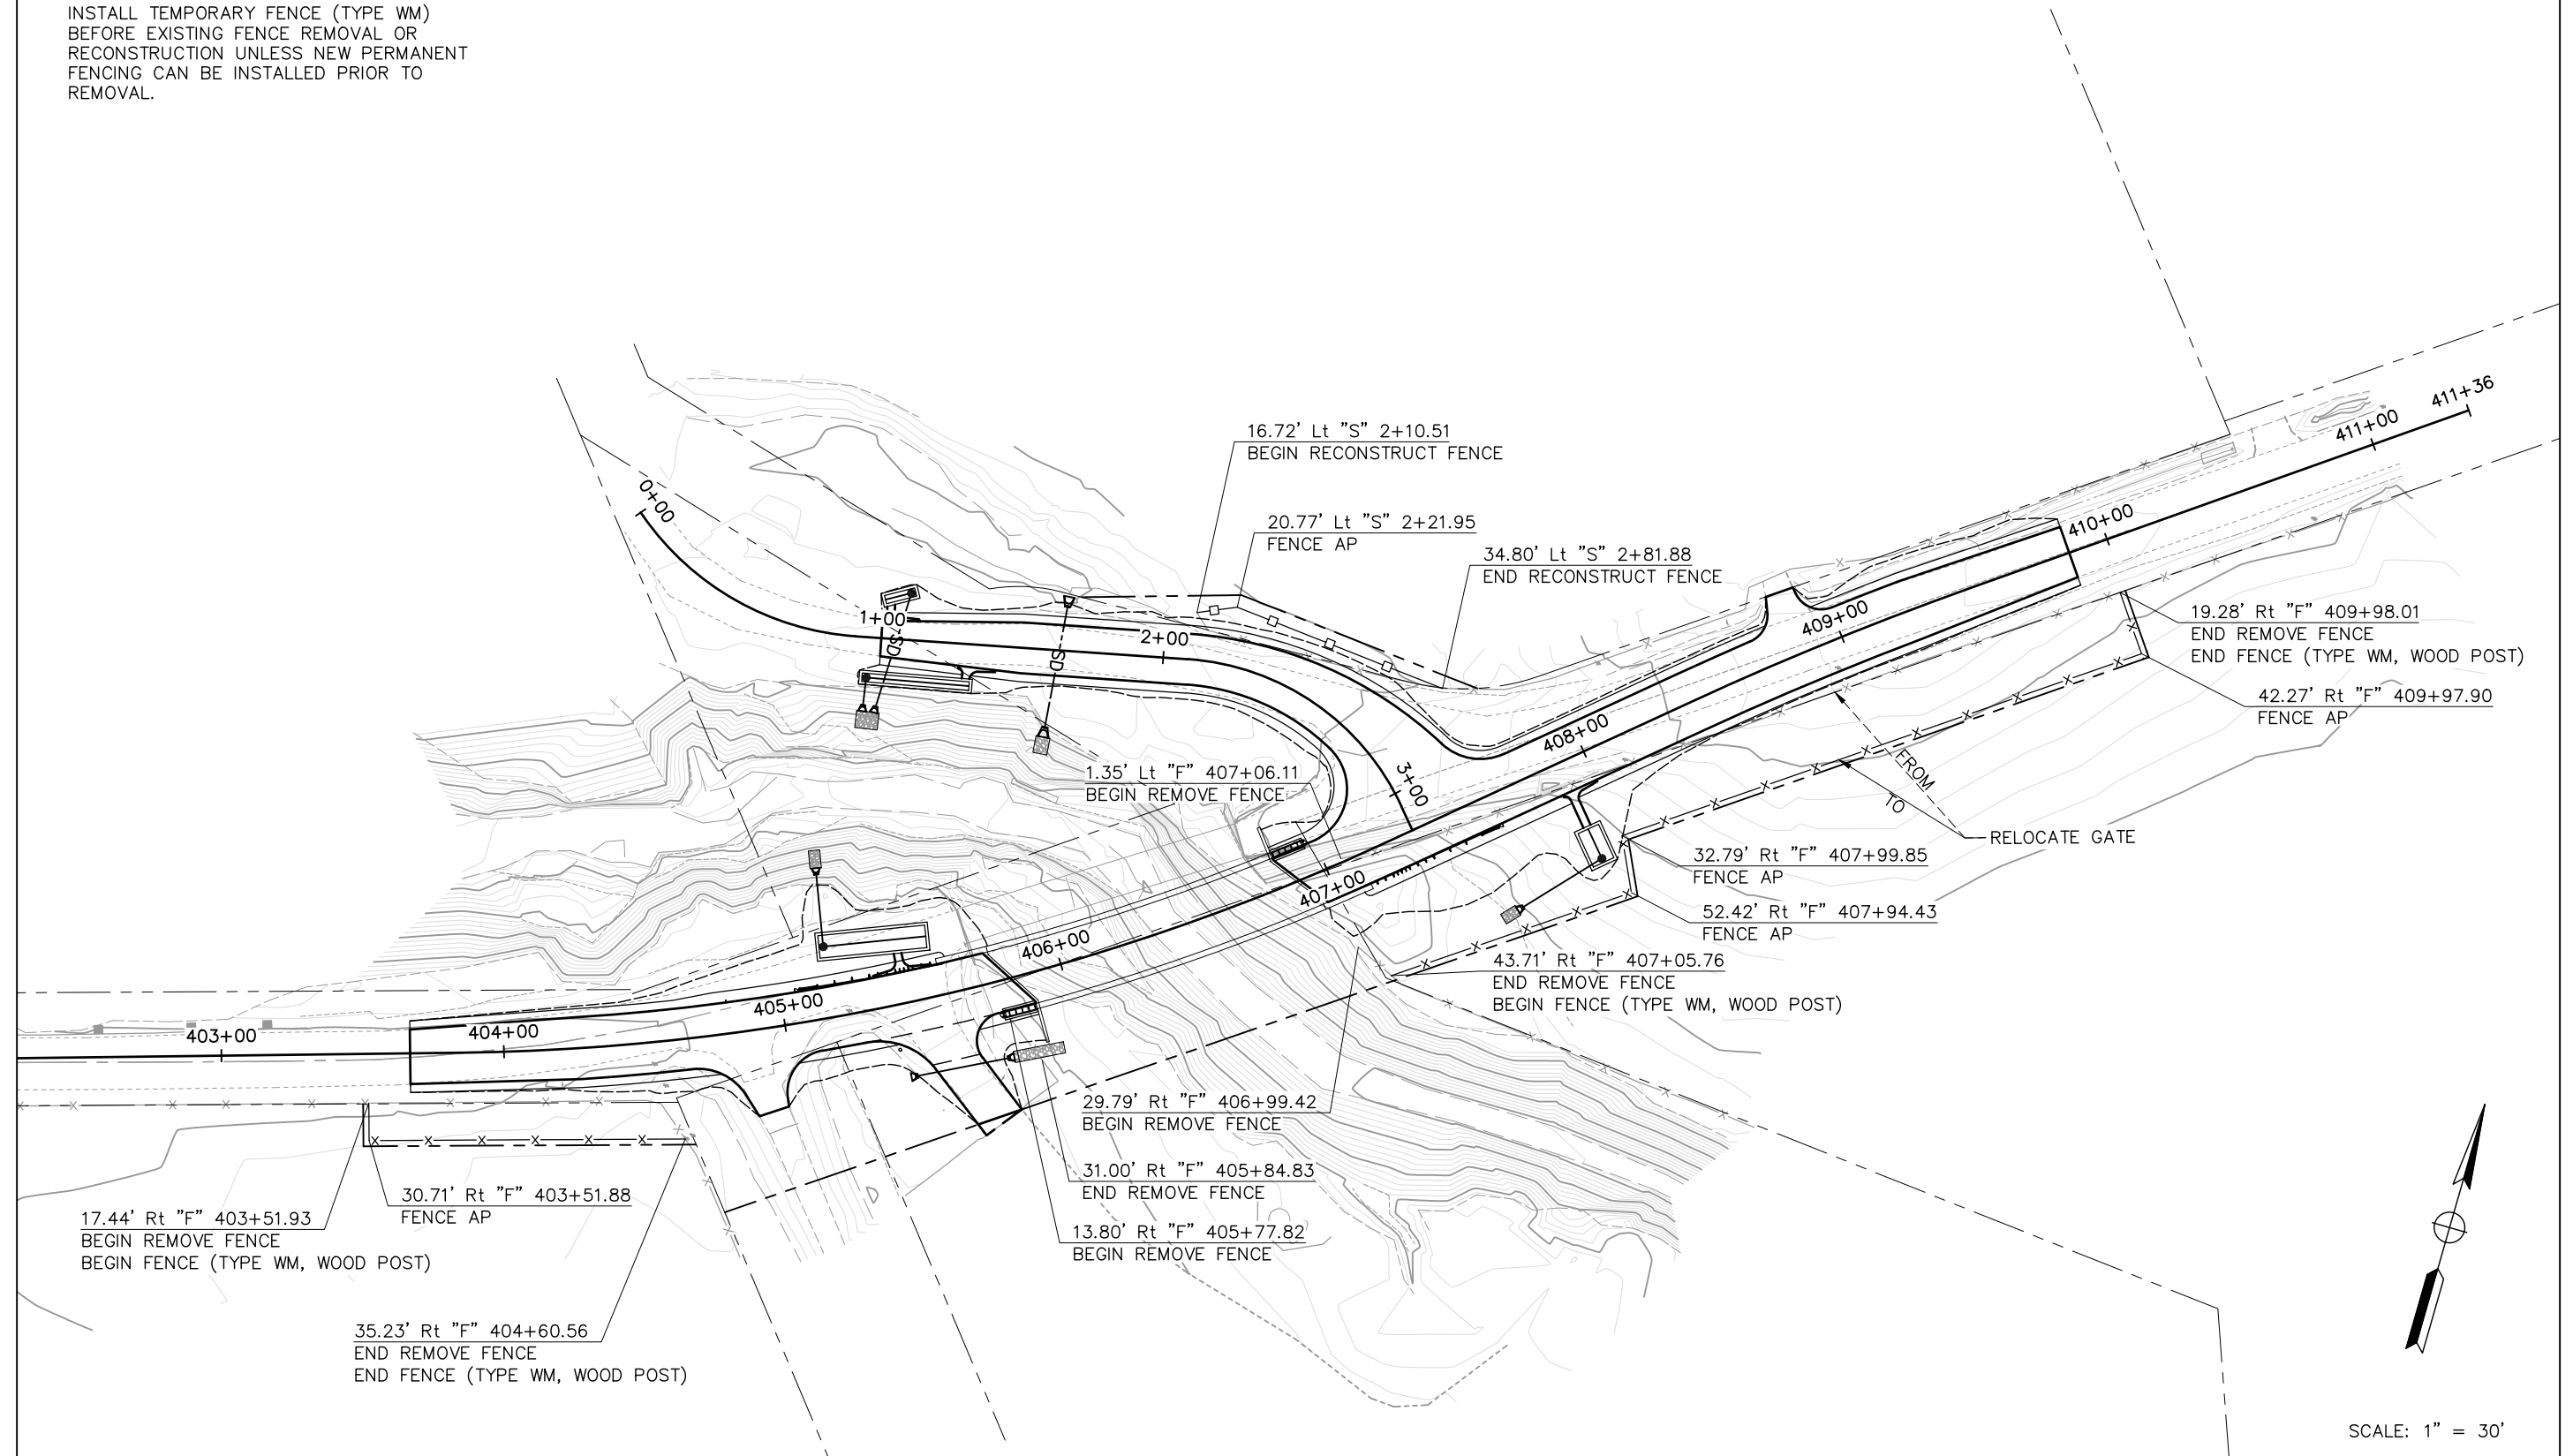 INSTALL TEMPORARY FENCE (TYPE WM)
BEFORE EXISTING FENCE REMOVAL OR
RECONSTRUCTION UNLESS NEW PERMANENT
FENCING CAN BE INSTALLED PRIOR TO
REMOVAL.
411+36
411+00
16.72' Lt "S" 2+10.51
BEGIN RECONSTRUCT FENCE
0+00
20.77' Lt "S" 2+21.95
FENCE AP
410+00
34.80' Lt "S" 2+81.88
END RECONSTRUCT FENCE
1+00
SD
2+00
SD
409+00
19.28' Rt "F" 409+98.01
END REMOVE FENCE
END FENCE (TYPE WM, WOOD POST)
42.27' Rt "F" 409+97.90
FENCE AP
408+00
1.35' Lt "F" 407+06.11
BEGIN REMOVE FENCE
3+00
FROM
TO
RELOCATE GATE
32.79' Rt "F" 407+99.85
FENCE AP
407+00
52.42' Rt "F" 407+94.43
FENCE AP
406+00
43.71' Rt "F" 407+05.76
END REMOVE FENCE
BEGIN FENCE (TYPE WM, WOOD POST)
405+00
404+00
403+00
29.79' Rt "F" 406+99.42
BEGIN REMOVE FENCE
31.00' Rt "F" 405+84.83
END REMOVE FENCE
13.80' Rt "F" 405+77.82
BEGIN REMOVE FENCE
30.71' Rt "F" 403+51.88
FENCE AP
17.44' Rt "F" 403+51.93
BEGIN REMOVE FENCE
BEGIN FENCE (TYPE WM, WOOD POST)
35.23' Rt "F" 404+60.56
END REMOVE FENCE
END FENCE (TYPE WM, WOOD POST)
SCALE: 1" = 30'